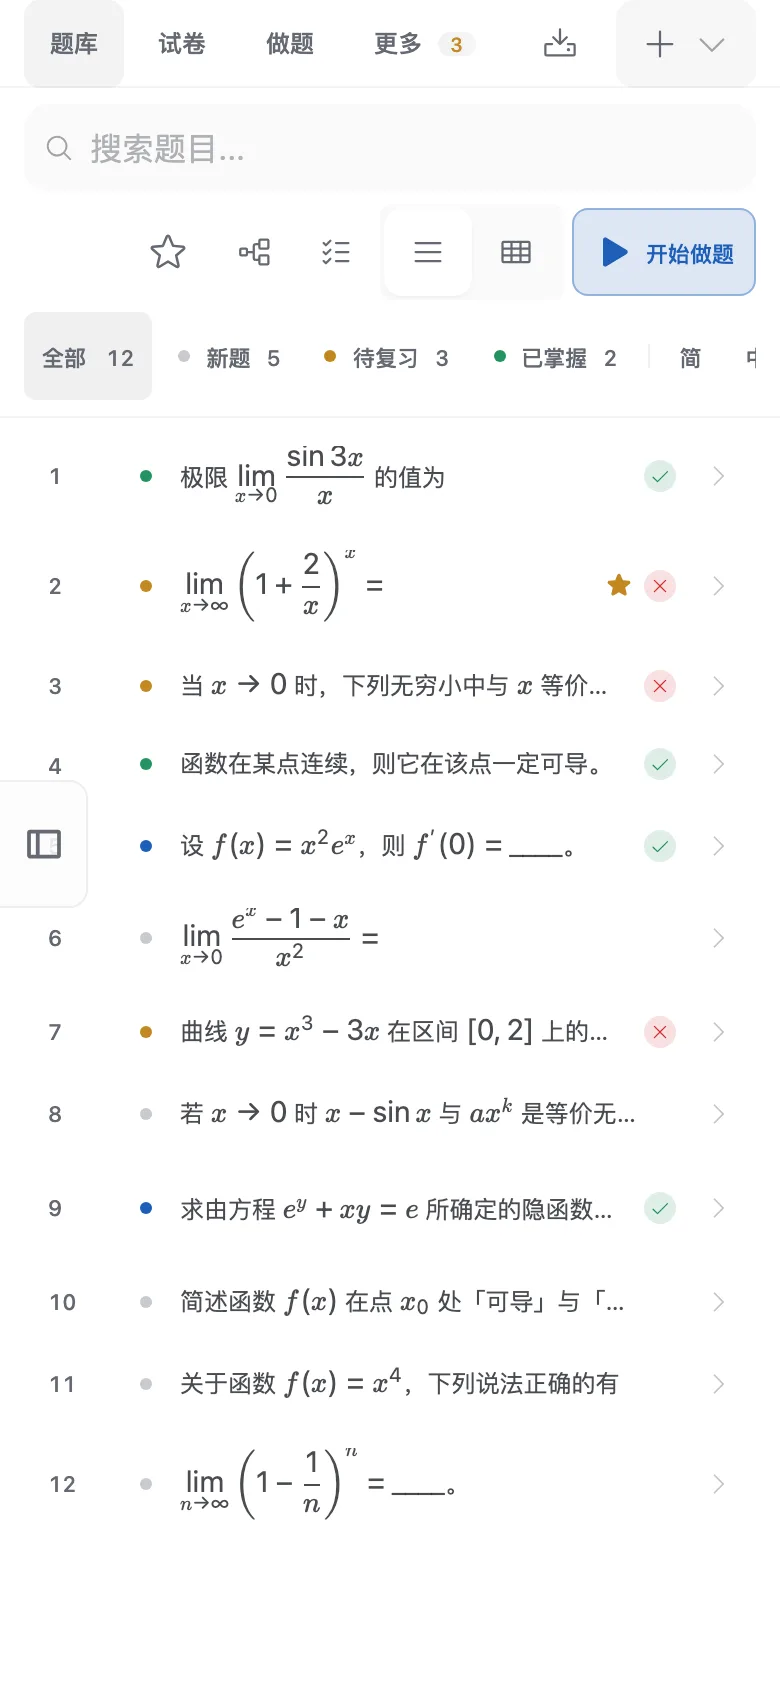 题库 试卷 做题 更多 3
搜索题目...
开始做题
全部 12 新题 5 待复习 3 已掌握 2 简
1 极限 lim x→0 sin 3x / x 的值为
2 lim x→∞ (1 + 2/x)^x =
3 当 x → 0 时，下列无穷小中与 x 等价...
4 函数在某点连续，则它在该点一定可导。
设 f(x) = x²eˣ，则 f′(0) = ____。
6 lim x→0 (eˣ − 1 − x) / x² =
7 曲线 y = x³ − 3x 在区间 [0, 2] 上的...
8 若 x → 0 时 x − sin x 与 axᵏ 是等价无...
9 求由方程 eʸ + xy = e 所确定的隐函数...
10 简述函数 f(x) 在点 x₀ 处「可导」与「...
11 关于函数 f(x) = x⁴，下列说法正确的有
12 lim n→∞ (1 − 1/n)ⁿ = ____。